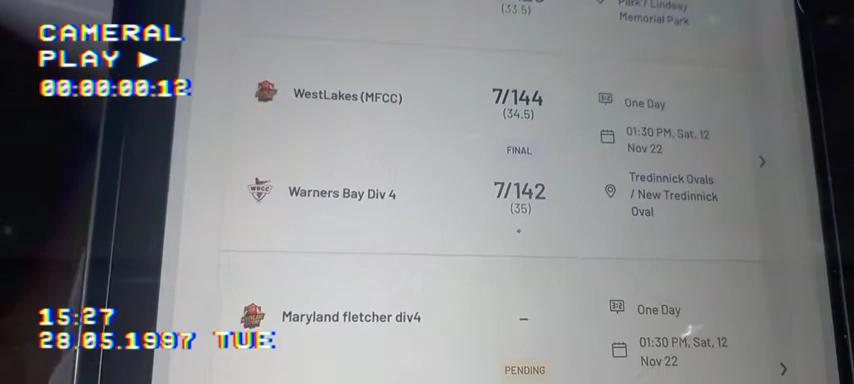 CAMERAL
PLAY ▶
00:00:00:12
(33.5)
Park / Lindsay
Memorial Park
WestLakes (MFCC)
7/144
(34.5)
One Day
FINAL
01:30 PM, Sat, 12
Nov 22
WBCC
Warners Bay Div 4
7/142
(35)
Tredinnick Ovals
/ New Tredinnick
Oval
Maryland fletcher div4
–
One Day
15:27
28.05.1997 TUE
01:30 PM, Sat, 12
Nov 22
PENDING